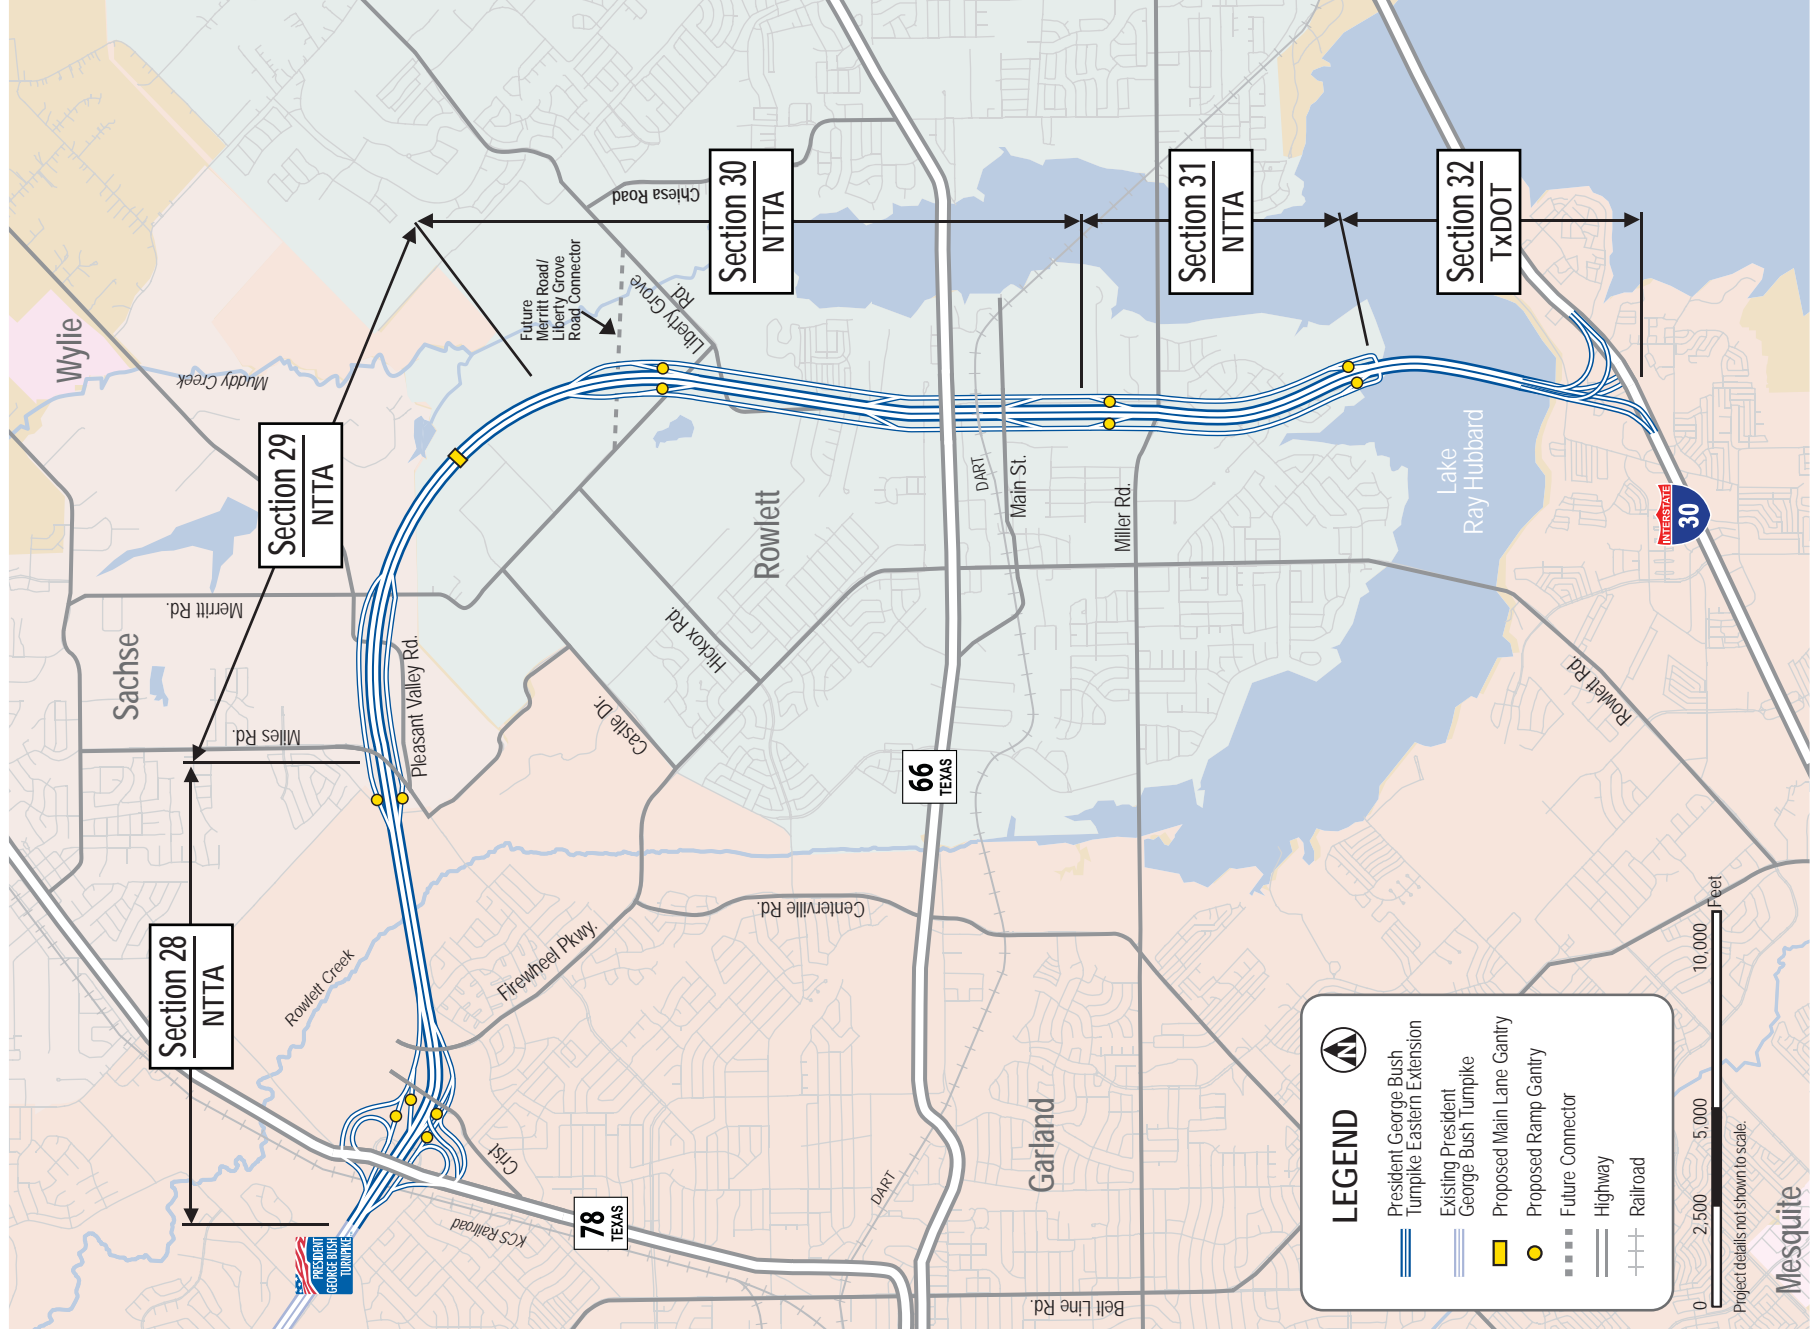 Wylie
Muddy Creek
Sachse
Merritt Rd.
Miles Rd.
Pleasant Valley Rd.
Section 28
NTTA
Section 29
NTTA
Section 30
NTTA
Section 31
NTTA
Section 32
TxDOT
Future
Merritt Road/
Liberty Grove
Road Connector
Chiesa Road
Liberty Grove
Rd.
Rowlett
Hickox Rd.
Castle Dr.
DART
Main St.
Miller Rd.
Lake
Ray Hubbard
INTERSTATE
30
Rowlett Rd.
66
TEXAS
Centerville Rd.
Firewheel Pkwy.
Rowlett Creek
Crist
KCS Railroad
78
TEXAS
PRESIDENT
GEORGE BUSH
TURNPIKE
DART
Garland
Belt Line Rd.
Mesquite
LEGEND
N
President George Bush
Turnpike Eastern Extension
Existing President
George Bush Turnpike
Proposed Main Lane Gantry
Proposed Ramp Gantry
Future Connector
Highway
Railroad
0
2,500
5,000
10,000
Feet
Project details not shown to scale.